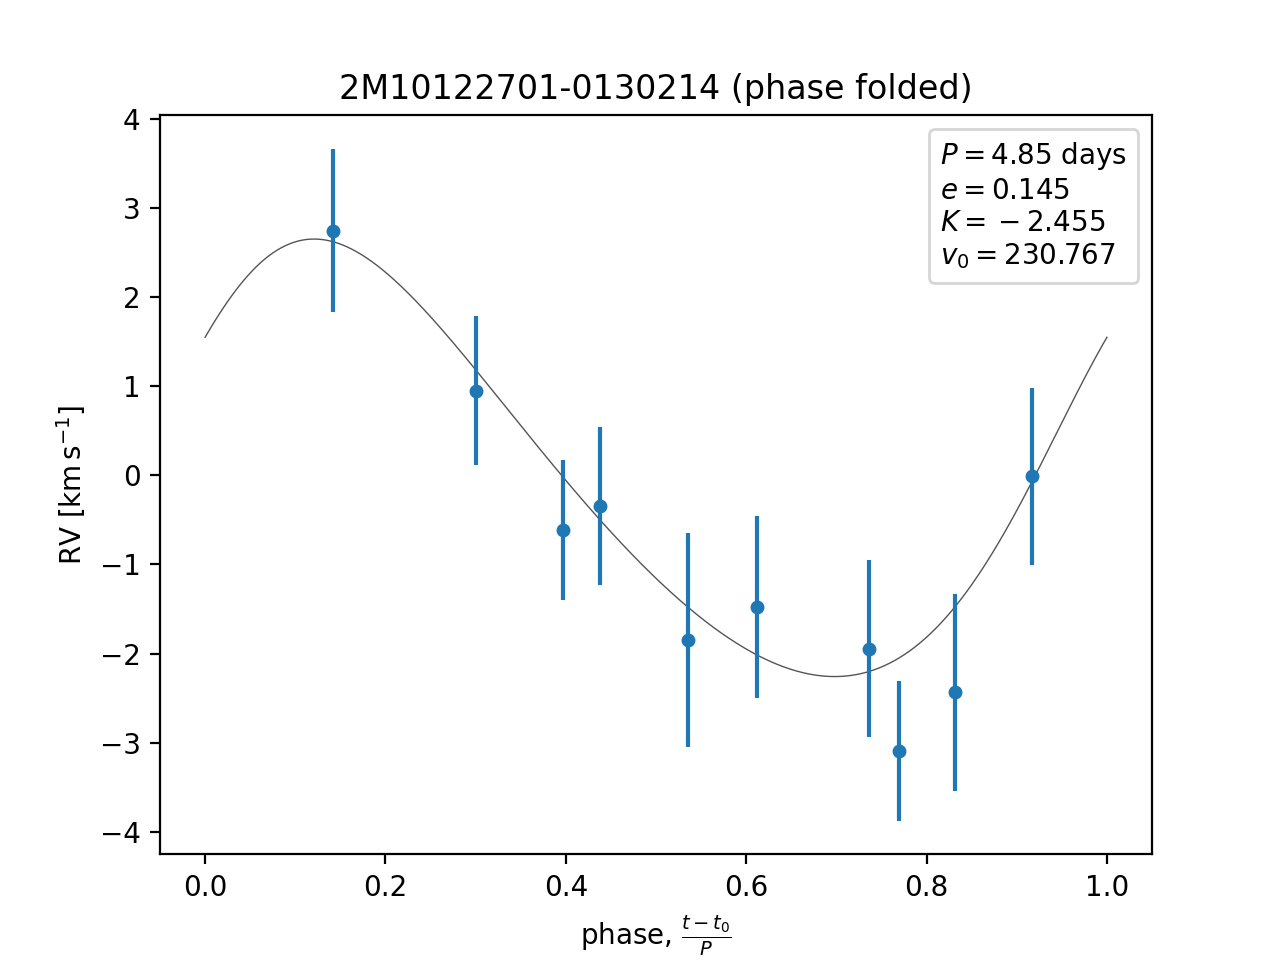 2M10122701-0130214 (phase folded)
P = 4.85 days
e = 0.145
K = −2.455
v₀ = 230.767
RV [km s⁻¹]
4
3
2
1
0
−1
−2
−3
−4
0.0 0.2 0.4 0.6 0.8 1.0
phase, (t − t₀)/P